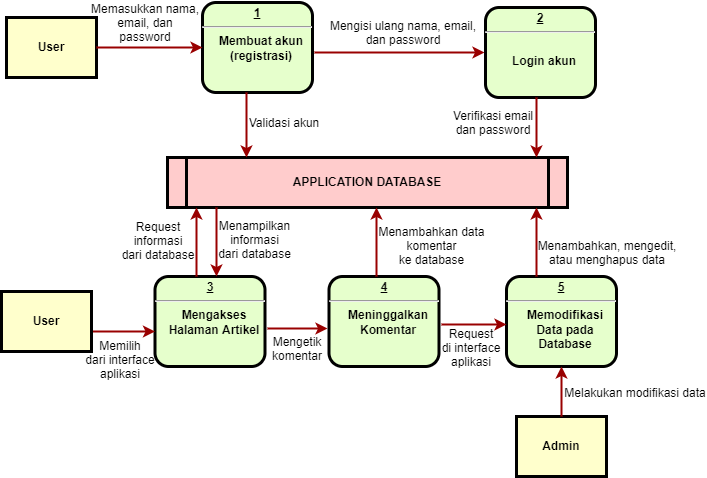 User
Memasukkan nama,
email, dan
password
1
Membuat akun
(registrasi)
Mengisi ulang nama, email,
dan password
2
Login akun
Validasi akun
Verifikasi email
dan password
APPLICATION DATABASE
Request
informasi
dari database
Menampilkan
informasi
dari database
Menambahkan data
komentar
ke database
Menambahkan, mengedit,
atau menghapus data
User
Memilih
dari interface
aplikasi
3
Mengakses
Halaman Artikel
Mengetik
komentar
4
Meninggalkan
Komentar
Request
di interface
aplikasi
5
Memodifikasi
Data pada
Database
Melakukan modifikasi data
Admin